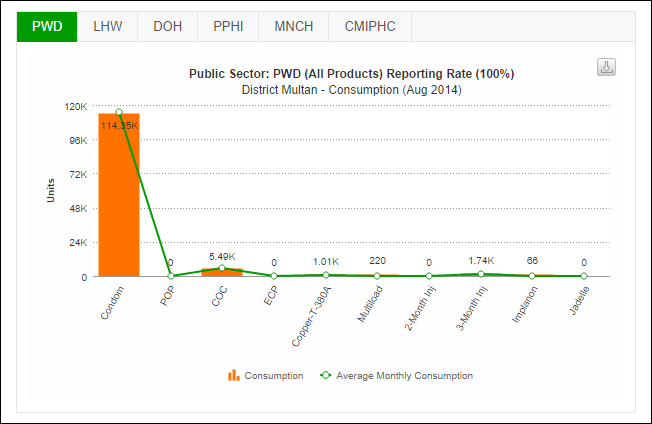 PWD LHW DOH PPHI MNCH CMIPHC
Public Sector: PWD (All Products) Reporting Rate (100%)
District Multan - Consumption (Aug 2014)
Units
120K
96K
72K
48K
24K
0
114.35K
0
5.49K
0
1.01K
220
0
1.74K
66
0
Condom
POP
COC
ECP
Copper-T-380A
Multiload
2-Month Inj
3-Month Inj
Implanon
Jadelle
Consumption
Average Monthly Consumption